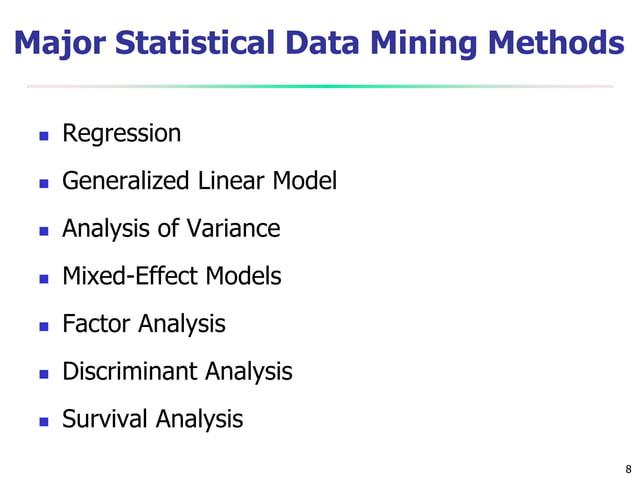 Major Statistical Data Mining Methods
Regression
Generalized Linear Model
Analysis of Variance
Mixed-Effect Models
Factor Analysis
Discriminant Analysis
Survival Analysis
8